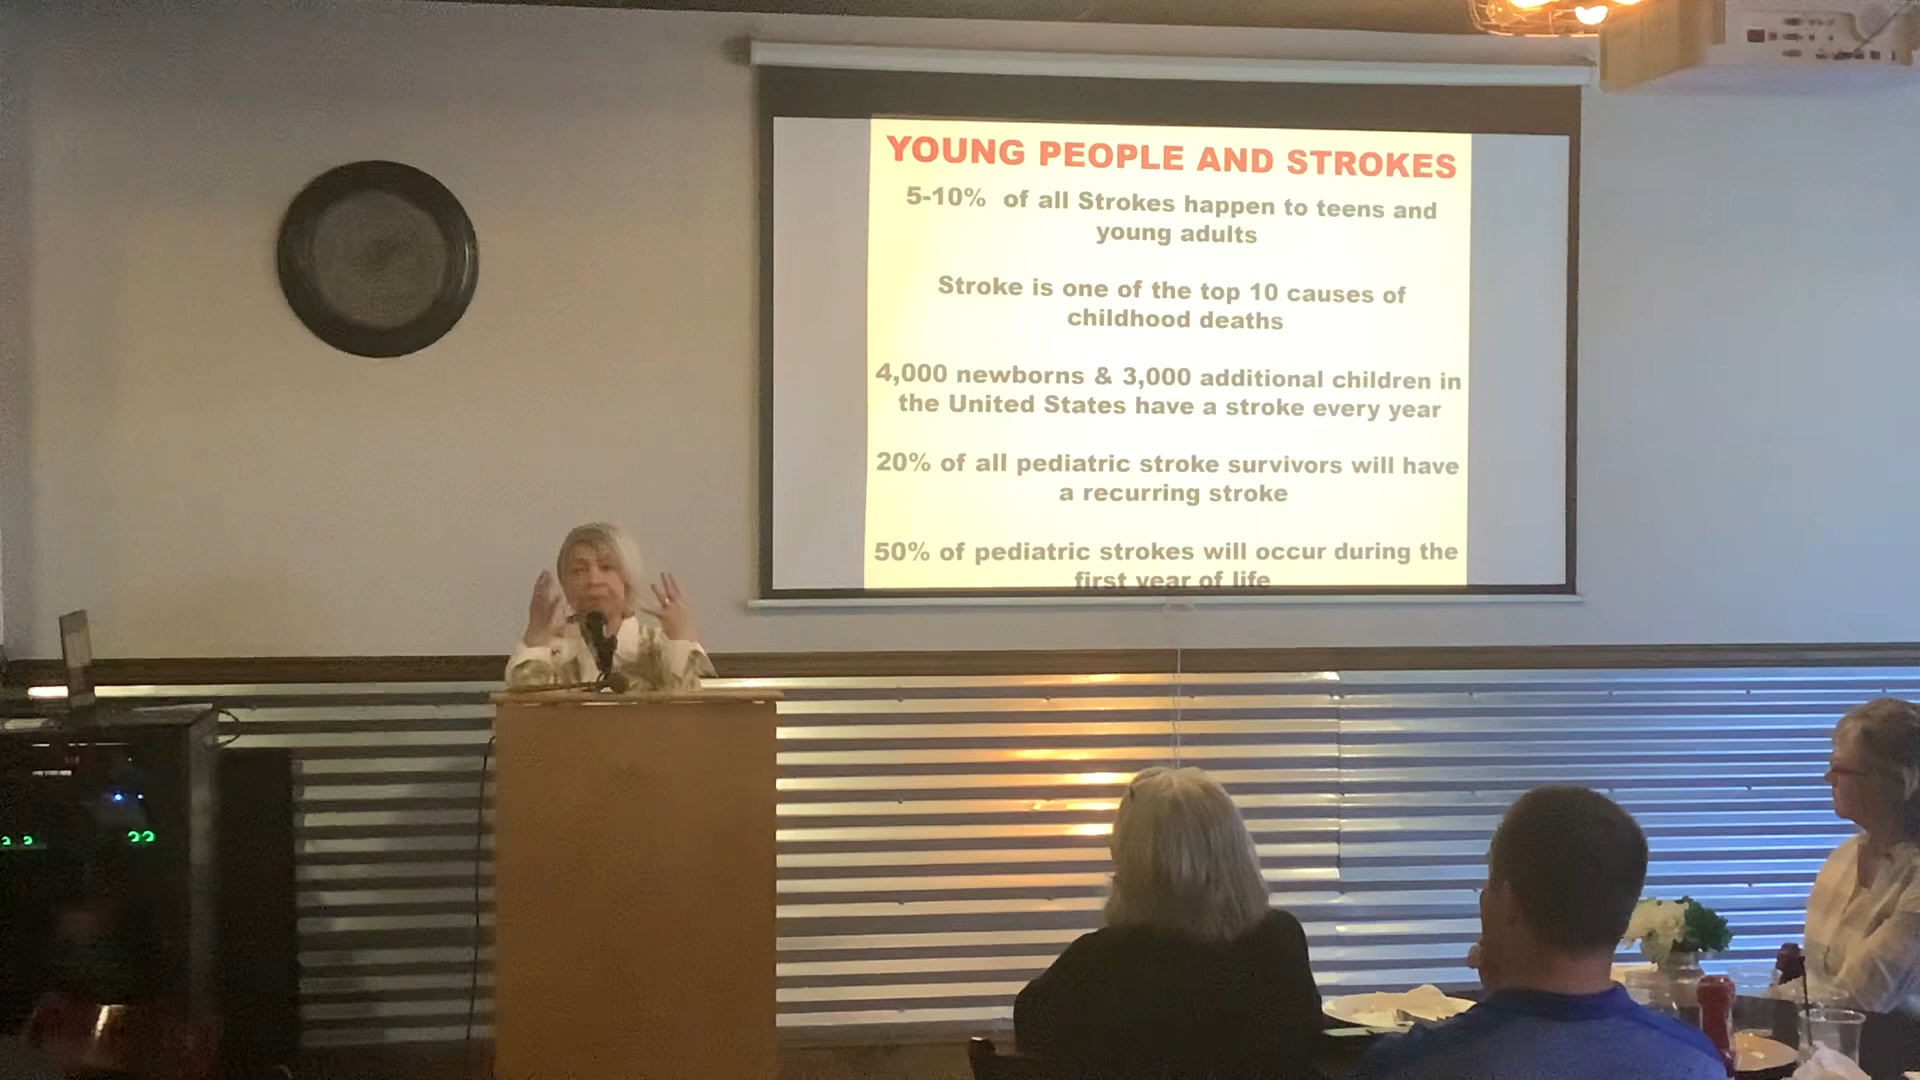 YOUNG PEOPLE AND STROKES
5-10% of all Strokes happen to teens and
young adults
Stroke is one of the top 10 causes of
childhood deaths
4,000 newborns & 3,000 additional children in
the United States have a stroke every year
20% of all pediatric stroke survivors will have
a recurring stroke
50% of pediatric strokes will occur during the
first year of life